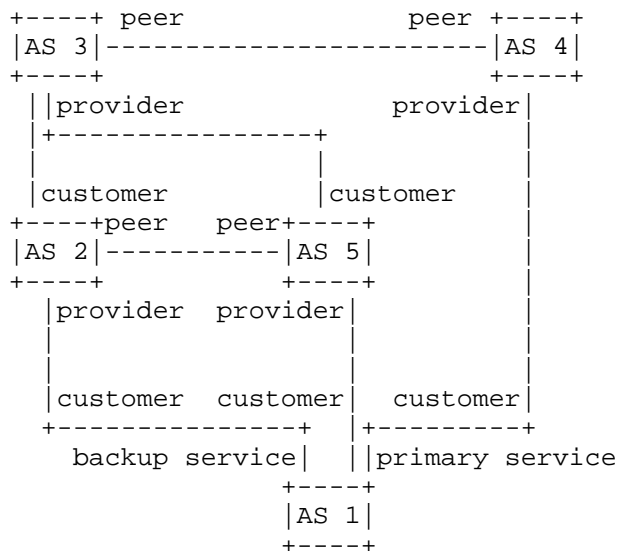 +----+ peer                peer +----+
|AS 3|------------------------|AS 4|
+----+                        +----+
 ||provider             provider|
 |+----------------+            |
 |                 |            |
 |customer         |customer    |
+----+peer   peer+----+         |
|AS 2|-----------|AS 5|         |
+----+           +----+         |
  |provider  provider|          |
  |                  |          |
  |                  |          |
  |customer  customer|  customer|
  +---------------+  |+---------+
    backup service|  ||primary service
                 +----+
                 |AS 1|
                 +----+